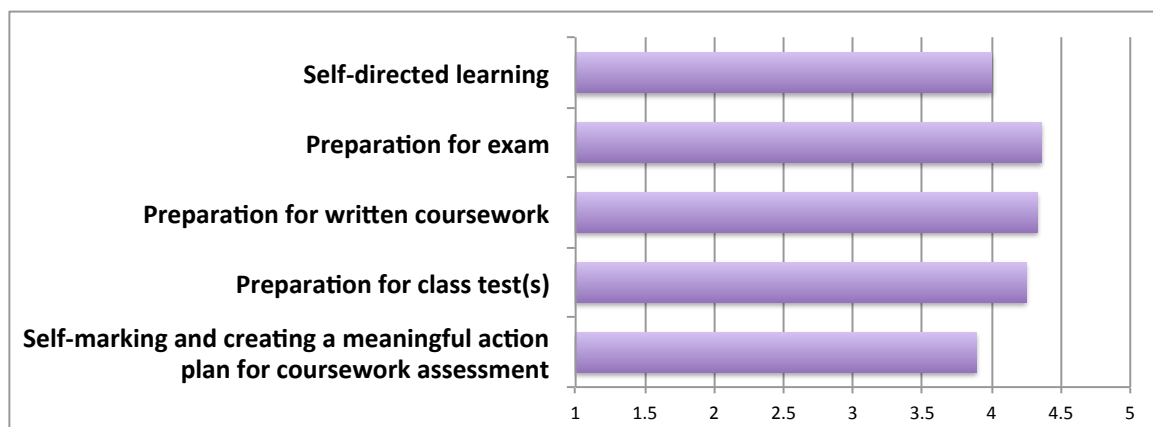 Self-directed learning
Preparation for exam
Preparation for written coursework
Preparation for class test(s)
Self-marking and creating a meaningful action
plan for coursework assessment
1 1.5 2 2.5 3 3.5 4 4.5 5